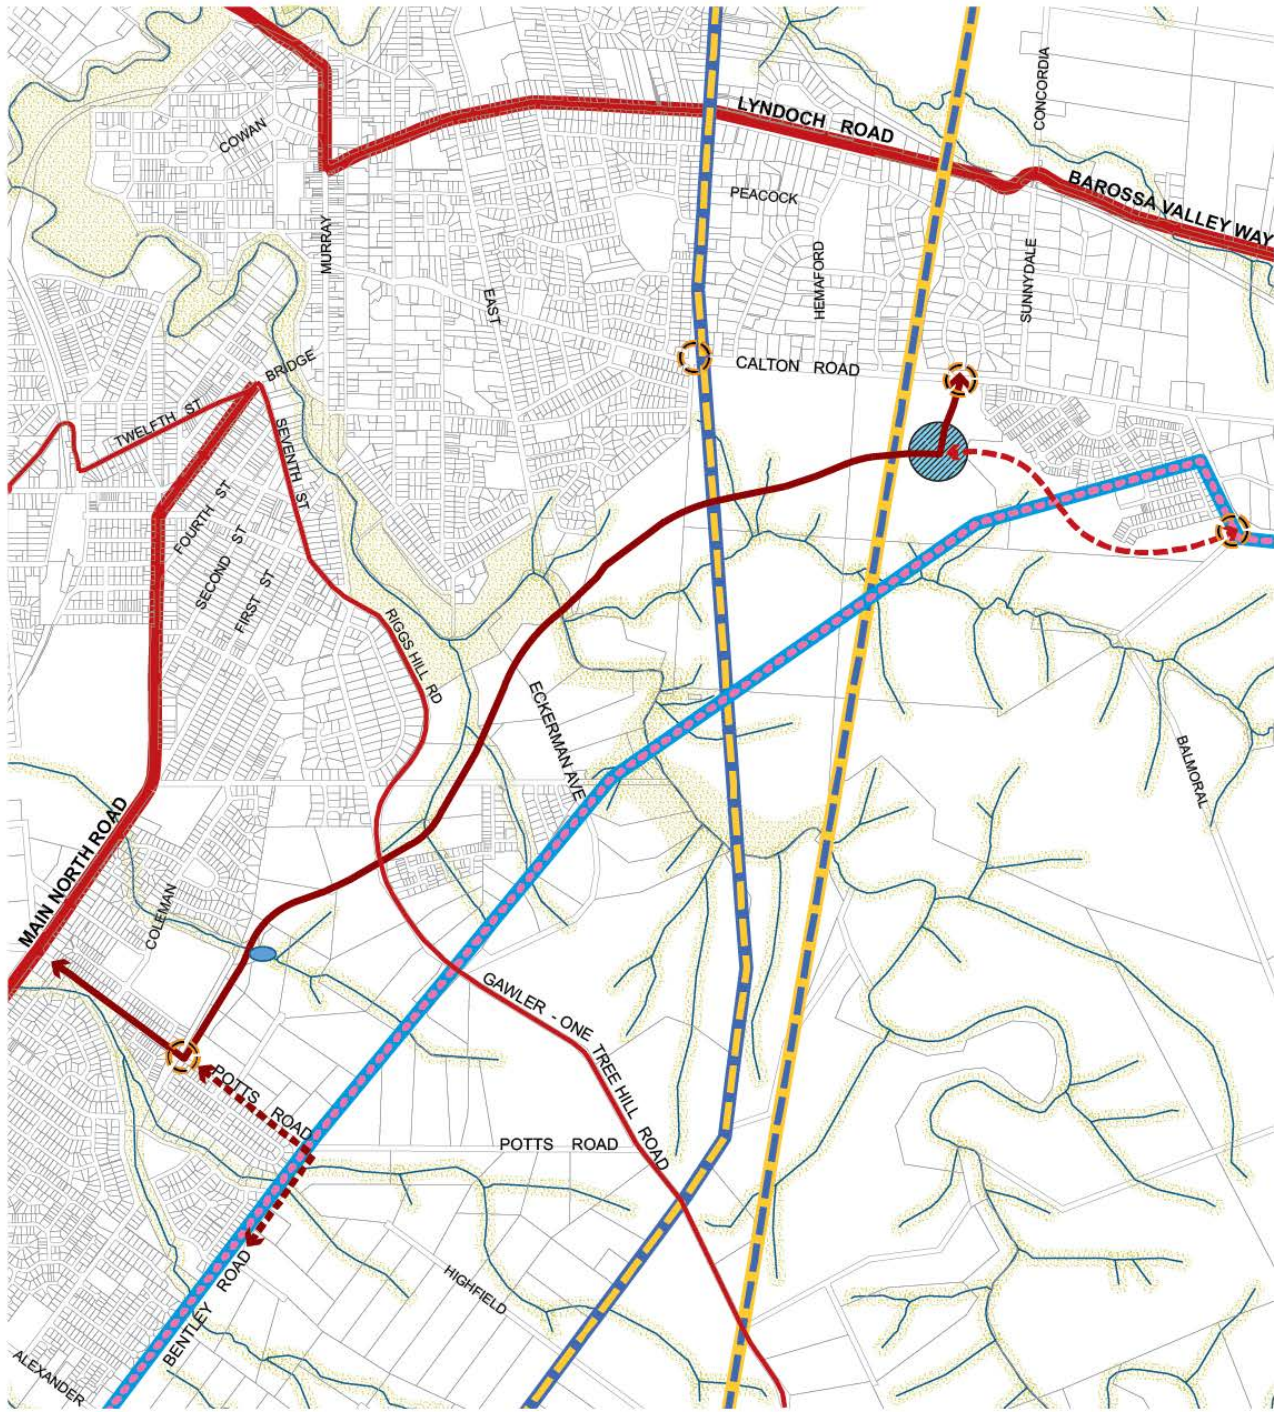 CONCORDIA
LYNDOCH ROAD
COWAN
BAROSSA VALLEY WAY
PEACOCK
MURRAY
HEMAFORD
SUNNYDALE
EAST
BRIDGE
CALTON ROAD
TWELFTH ST
SEVENTH ST
FOURTH ST
SECOND ST
FIRST ST
RIGGS HILL RD
ECKERMAN AVE
BALMORAL
MAIN NORTH ROAD
COLEMAN
GAWLER - ONE TREE HILL ROAD
POTTS ROAD
POTTS ROAD
HIGHFIELD
BENTLEY ROAD
ALEXANDER